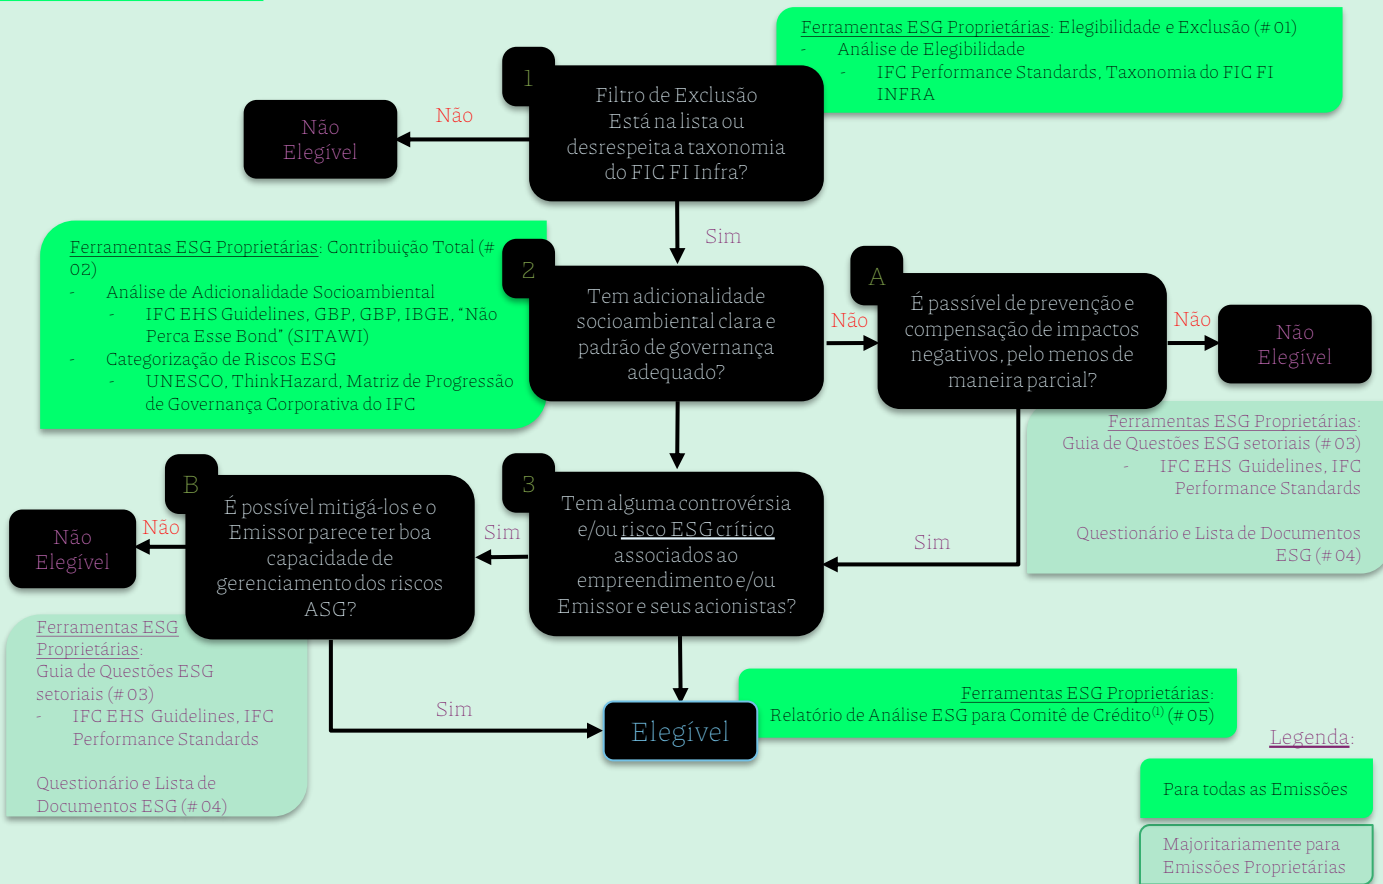 Ferramentas ESG Proprietárias: Elegibilidade e Exclusão (# 01)
- Análise de Elegibilidade
- IFC Performance Standards, Taxonomia do FIC FI
INFRA
1
Filtro de Exclusão
Está na lista ou
desrespeita a taxonomia
do FIC FI Infra?
Não
Não
Elegível
Sim
Ferramentas ESG Proprietárias: Contribuição Total (#
02)
- Análise de Adicionalidade Socioambiental
- IFC EHS Guidelines, GBP, GBP, IBGE, “Não
Perca Esse Bond” (SITAWI)
- Categorização de Riscos ESG
- UNESCO, ThinkHazard, Matriz de Progressão
de Governança Corporativa do IFC
2
Tem adicionalidade
socioambiental clara e
padrão de governança
adequado?
Não
A
É passível de prevenção e
compensação de impactos
negativos, pelo menos de
maneira parcial?
Não
Não
Elegível
Ferramentas ESG Proprietárias:
Guia de Questões ESG setoriais (# 03)
- IFC EHS Guidelines, IFC
Performance Standards
Questionário e Lista de Documentos
ESG (# 04)
Sim
3
Tem alguma controvérsia
e/ou risco ESG crítico
associados ao
empreendimento e/ou
Emissor e seus acionistas?
Sim
B
É possível mitigá-los e o
Emissor parece ter boa
capacidade de
gerenciamento dos riscos
ASG?
Não
Não
Elegível
Ferramentas ESG
Proprietárias:
Guia de Questões ESG
setoriais (# 03)
- IFC EHS Guidelines, IFC
Performance Standards
Questionário e Lista de
Documentos ESG (# 04)
Sim
Elegível
Ferramentas ESG Proprietárias:
Relatório de Análise ESG para Comitê de Crédito(1) (# 05)
Legenda:
Para todas as Emissões
Majoritariamente para
Emissões Proprietárias